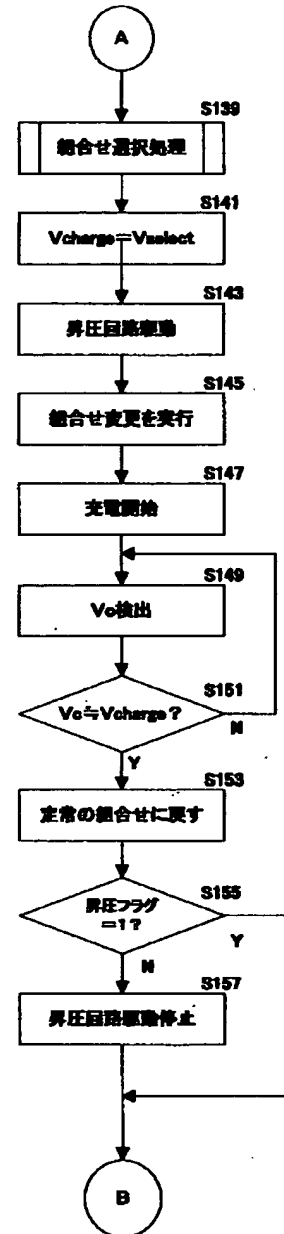 A
S139
組合せ選択処理
S141
Vcharge=Vselect
S143
昇圧回路駆動
S145
組合せ変更を実行
S147
充電開始
S149
Vc検出
S151
Vc≒Vcharge？
N
Y
S153
定常の組合せに戻す
S155
昇圧フラグ
=1？
Y
N
S157
昇圧回路駆動停止
B